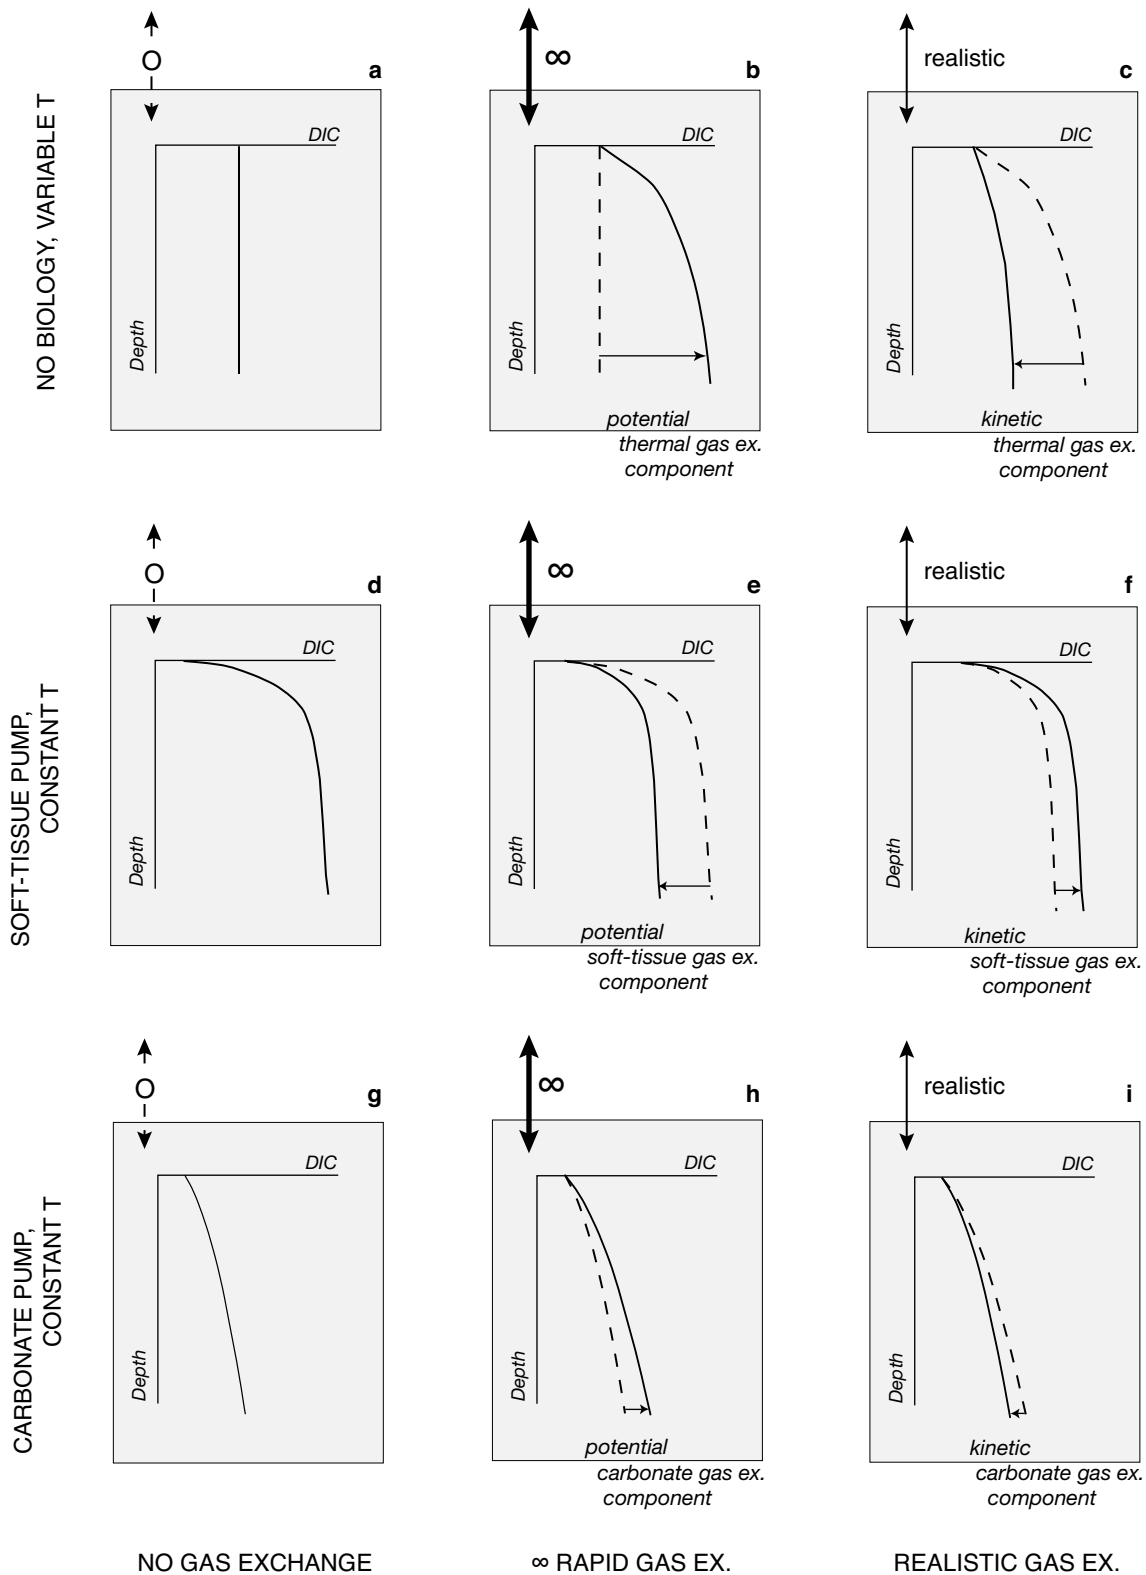 O
a
DIC
Depth
∞
b
DIC
Depth
potential
thermal gas ex.
component
realistic
c
DIC
Depth
kinetic
thermal gas ex.
component
NO BIOLOGY, VARIABLE T
O
d
DIC
Depth
∞
e
DIC
Depth
potential
soft-tissue gas ex.
component
realistic
f
DIC
Depth
kinetic
soft-tissue gas ex.
component
SOFT-TISSUE PUMP,
CONSTANT T
O
g
DIC
Depth
∞
h
DIC
Depth
potential
carbonate gas ex.
component
realistic
i
DIC
Depth
kinetic
carbonate gas ex.
component
CARBONATE PUMP,
CONSTANT T
NO GAS EXCHANGE
∞ RAPID GAS EX.
REALISTIC GAS EX.